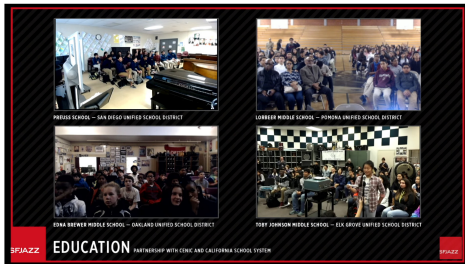 PREUSS SCHOOL — SAN DIEGO UNIFIED SCHOOL DISTRICT
LORBEER MIDDLE SCHOOL — POMONA UNIFIED SCHOOL DISTRICT
EDNA BREWER MIDDLE SCHOOL — OAKLAND UNIFIED SCHOOL DISTRICT
TOBY JOHNSON MIDDLE SCHOOL — ELK GROVE UNIFIED SCHOOL DISTRICT
SFJAZZ
EDUCATION PARTNERSHIP WITH CENIC AND CALIFORNIA SCHOOL SYSTEM
SFJAZZ